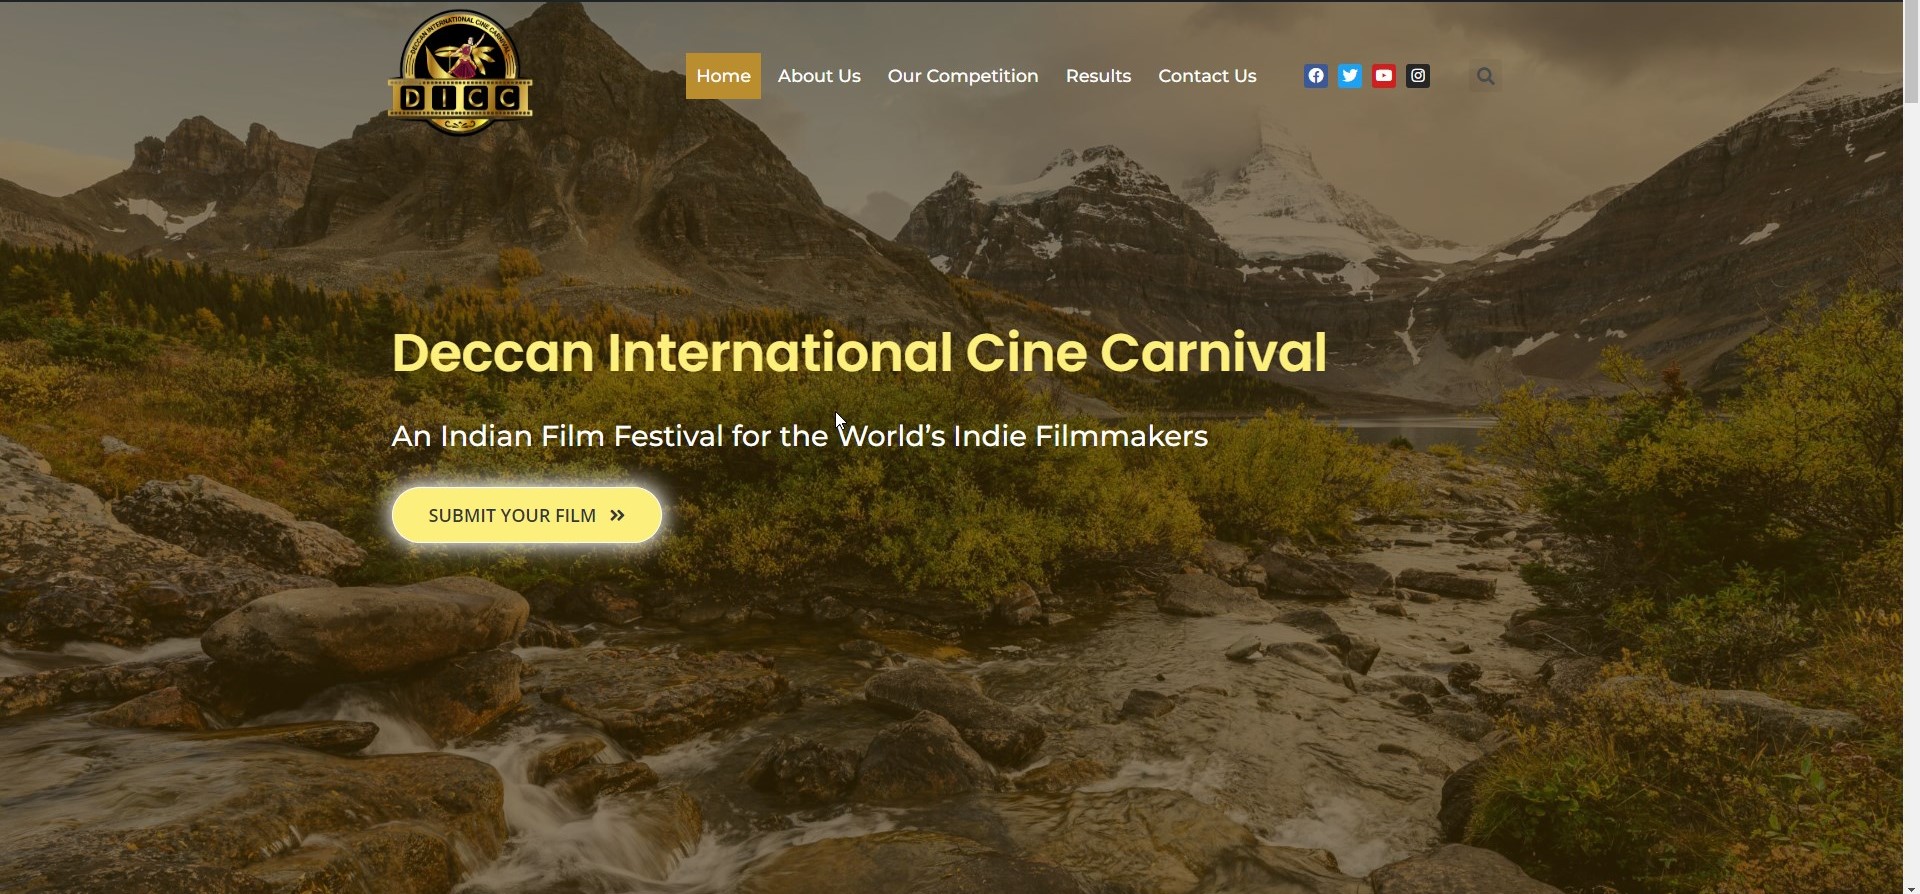 DECCAN INTERNATIONAL CINE CARNIVAL
DICC
Home
About Us
Our Competition
Results
Contact Us
Deccan International Cine Carnival
An Indian Film Festival for the World’s Indie Filmmakers
SUBMIT YOUR FILM